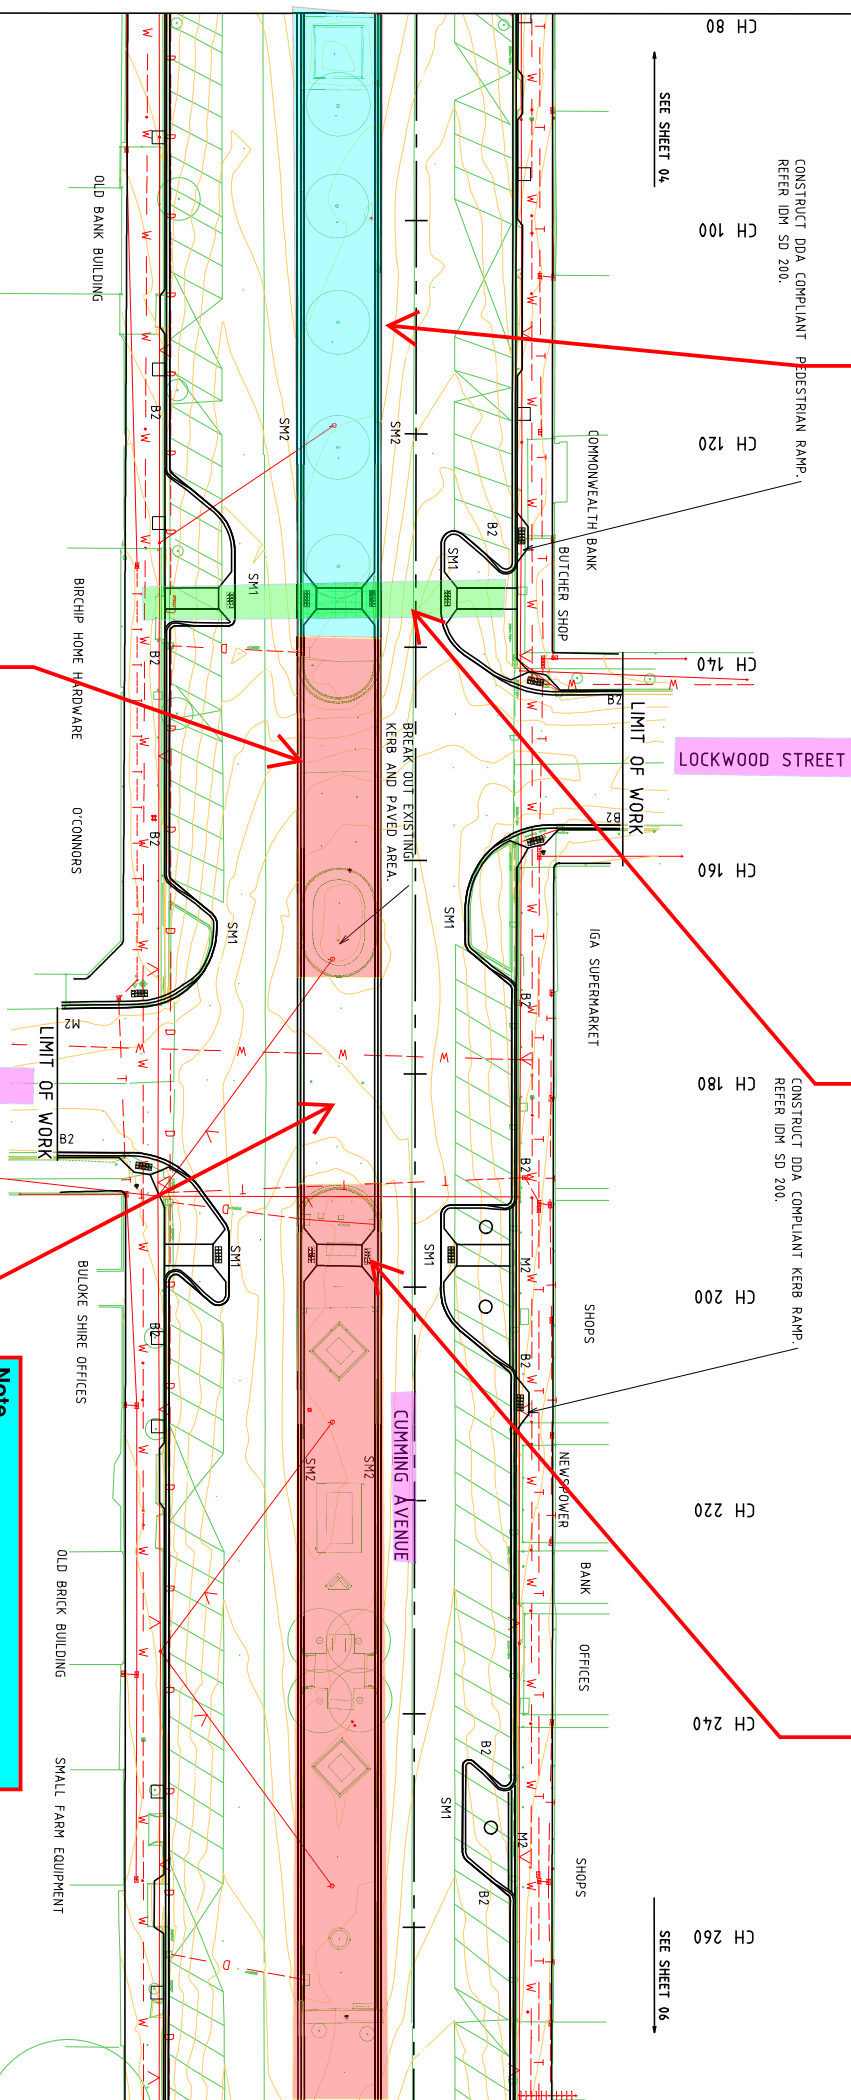 CH 80
SEE SHEET 04
CONSTRUCT DDA COMPLIANT PEDESTRIAN RAMP.
REFER IDM SD 200.
CH 100
OLD BANK BUILDING
B2
SM2
SM2
CH 120
COMMONWEALTH BANK
B2
SM1
BUTCHER SHOP
SM1
BIRCHIP HOME HARDWARE
B2
CH 140
B2
LIMIT OF WORK
LOCKWOOD STREET
BREAK OUT EXISTING
KERB AND PAVED AREA.
O'CONNORS
B2
B2
CH 160
SM1
SM1
IGA SUPERMARKET
B2
M2
LIMIT OF WORK
B2
CH 180
CONSTRUCT DDA COMPLIANT KERB RAMP.
REFER IDM SD 200.
B2
SM1
SM1
M2
BULOKE SHIRE OFFICES
B2
CH 200
SHOPS
B2
Note
CUMMING AVENUE
SM2
SM2
NEWSPOWER
CH 220
OLD BRICK BUILDING
BANK
OFFICES
CH 240
B2
SM1
M2
B2
SMALL FARM EQUIPMENT
SHOPS
SEE SHEET 06
CH 260